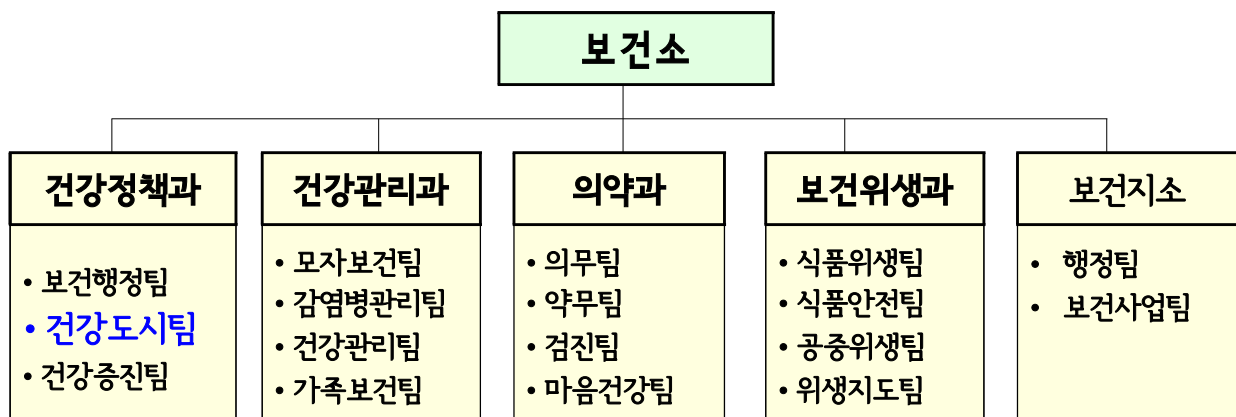 보건소
건강정책과
• 보건행정팀
• 건강도시팀
• 건강증진팀
건강관리과
• 모자보건팀
• 감염병관리팀
• 건강관리팀
• 가족보건팀
의약과
• 의무팀
• 약무팀
• 검진팀
• 마음건강팀
보건위생과
• 식품위생팀
• 식품안전팀
• 공중위생팀
• 위생지도팀
보건지소
• 행정팀
• 보건사업팀